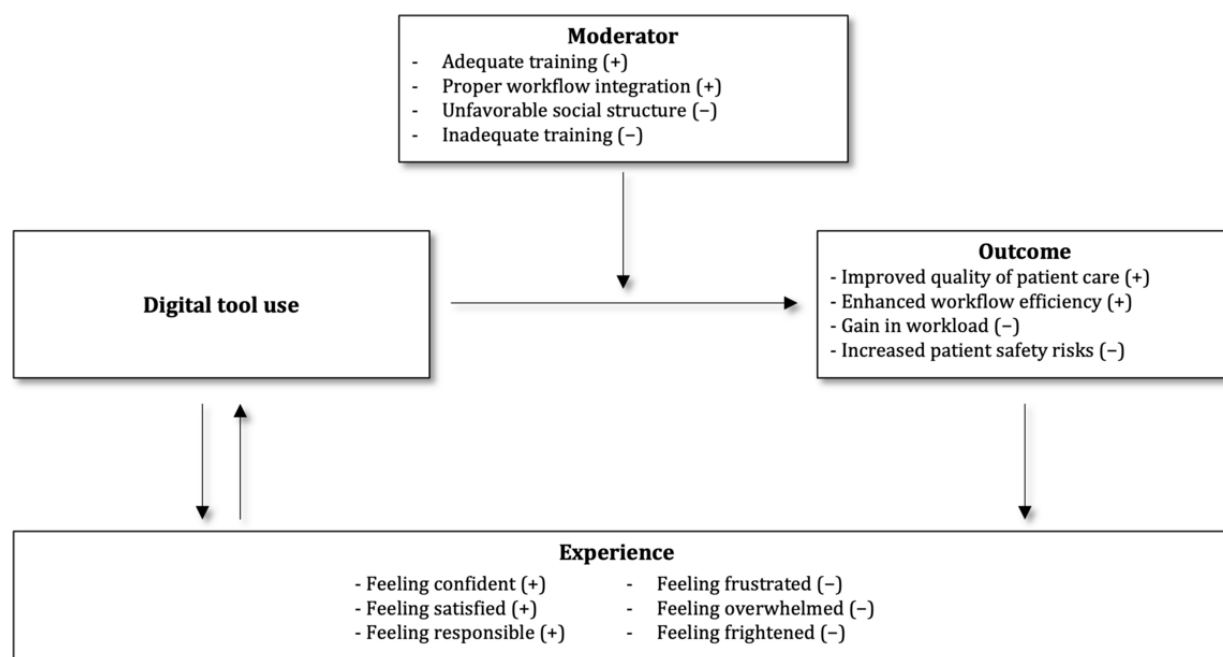 Moderator
- Adequate training (+)
- Proper workflow integration (+)
- Unfavorable social structure (−)
- Inadequate training (−)
Digital tool use
Outcome
- Improved quality of patient care (+)
- Enhanced workflow efficiency (+)
- Gain in workload (−)
- Increased patient safety risks (−)
Experience
- Feeling confident (+)
- Feeling satisfied (+)
- Feeling responsible (+)
- Feeling frustrated (−)
- Feeling overwhelmed (−)
- Feeling frightened (−)